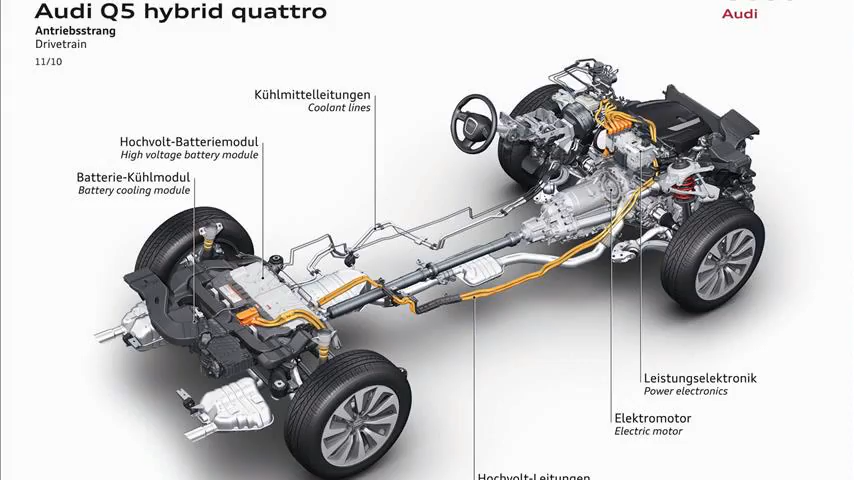 Audi Q5 hybrid quattro
Antriebsstrang
Drivetrain
11/10
Audi
Kühlmittelleitungen
Coolant lines
Hochvolt-Batteriemodul
High voltage battery module
Batterie-Kühlmodul
Battery cooling module
Leistungselektronik
Power electronics
Elektromotor
Electric motor
Hochvolt-Leitungen